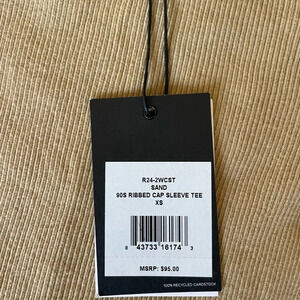 R24-2WCST
SAND
90S RIBBED CAP SLEEVE TEE
XS
8 43733 16174 3
MSRP: $95.00
100% RECYCLED CARDSTOCK